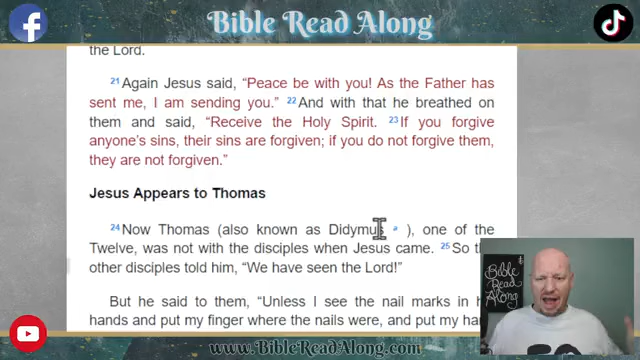 Bible Read Along
the Lord.
21 Again Jesus said, “Peace be with you! As the Father has
sent me, I am sending you.” 22 And with that he breathed on
them and said, “Receive the Holy Spirit. 23 If you forgive
anyone’s sins, their sins are forgiven; if you do not forgive them,
they are not forgiven.”
Jesus Appears to Thomas
24 Now Thomas (also known as Didymus a ), one of the
Twelve, was not with the disciples when Jesus came. 25 So
other disciples told him, “We have seen the Lord!”
But he said to them, “Unless I see the nail marks in
hands and put my finger where the nails were, and put my
Bible
Read
Along
www.BibleReadAlong.com